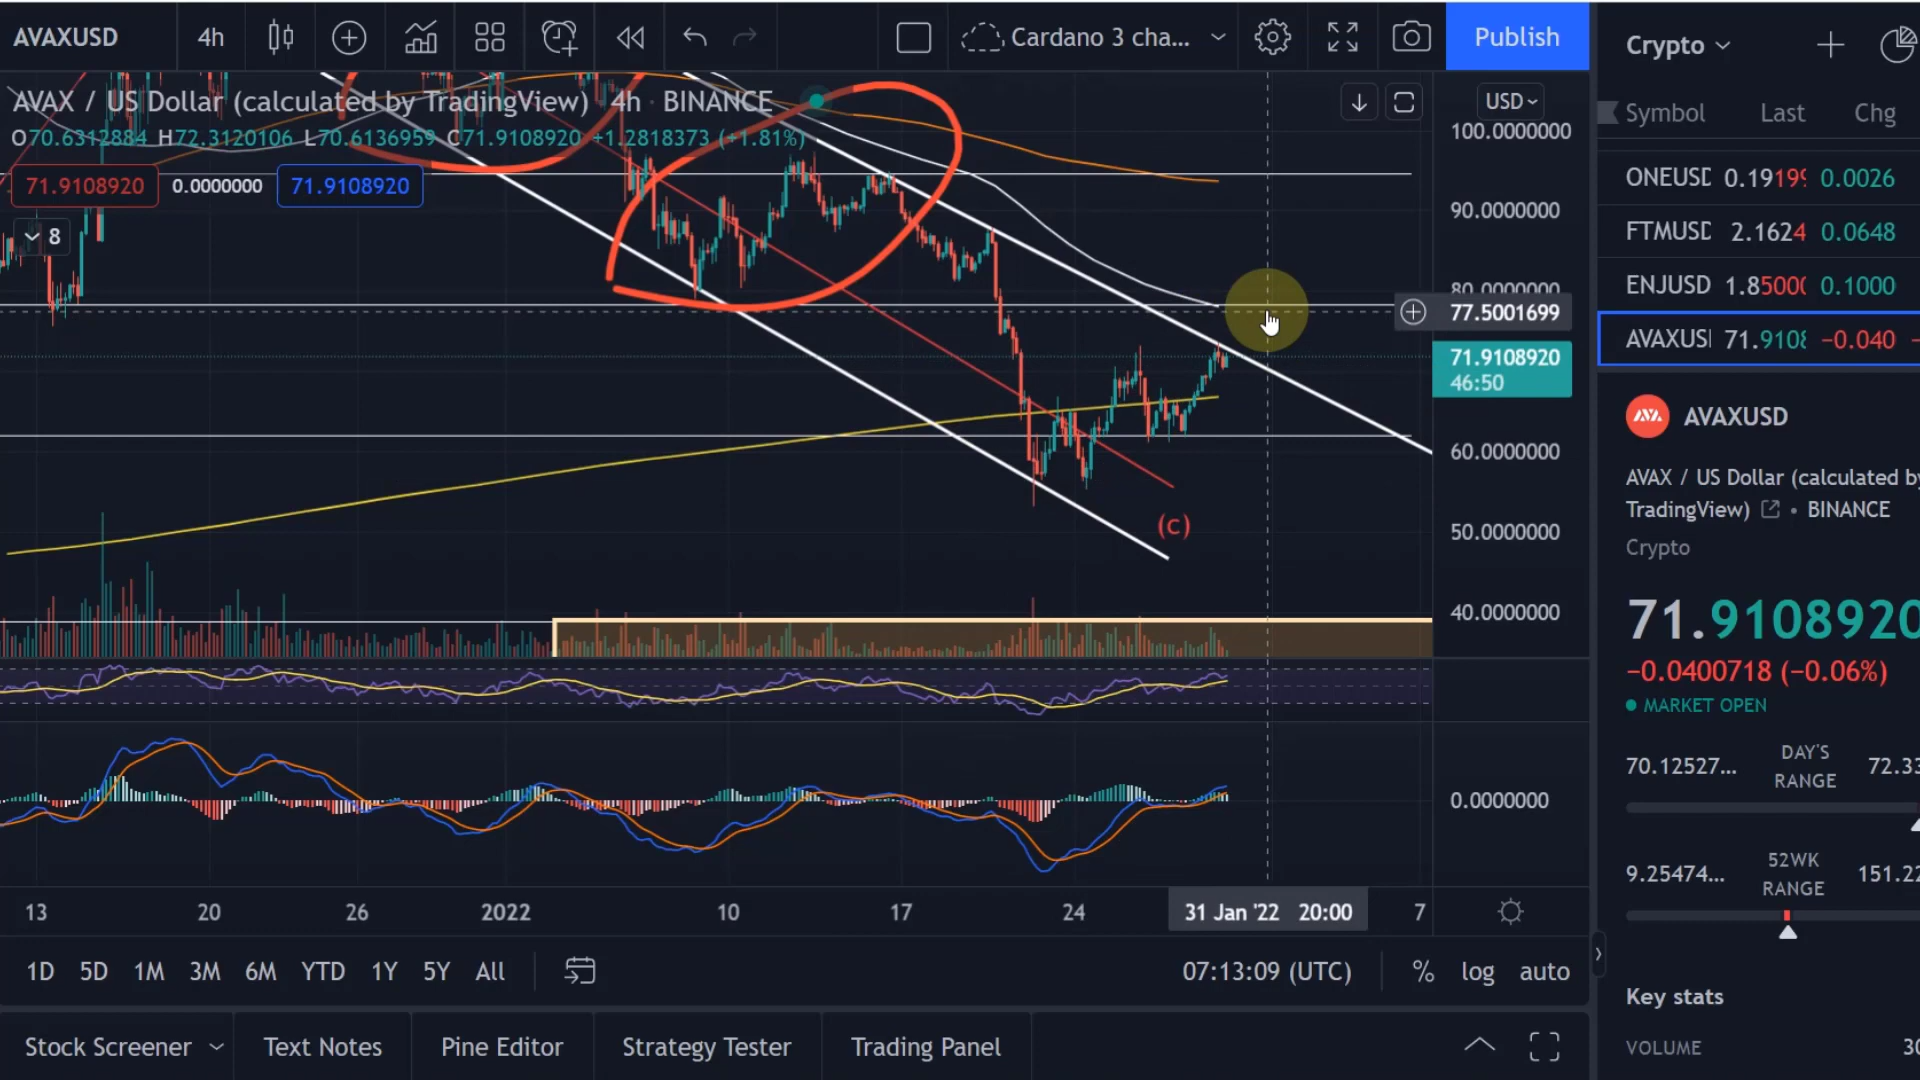 AVAXUSD 4h Cardano 3 cha... Publish
AVAX / US Dollar (calculated by TradingView) · 4h · BINANCE
O70.6312884 H72.3120106 L70.6136959 C71.9108920 +1.2818373 (+1.81%)
71.9108920 0.0000000 71.9108920
8
USD
100.0000000
90.0000000
80.0000000
77.5001699
71.9108920
46:50
60.0000000
50.0000000
40.0000000
0.0000000
(c)
13 20 26 2022 10 17 24 31 Jan '22 20:00 7
1D 5D 1M 3M 6M YTD 1Y 5Y All 07:13:09 (UTC) % log auto
Stock Screener Text Notes Pine Editor Strategy Tester Trading Panel
Crypto
Symbol Last Chg
ONEUSD 0.19199 0.0026
FTMUSD 2.1624 0.0648
ENJUSD 1.8500 0.1000
AVAXUS 71.910 −0.040 −
AVAXUSD
AVAX / US Dollar (calculated by
TradingView) • BINANCE
Crypto
71.9108920
−0.0400718 (−0.06%)
MARKET OPEN
70.12527... DAY'S RANGE 72.33
9.25474... 52WK RANGE 151.22
Key stats
VOLUME 30